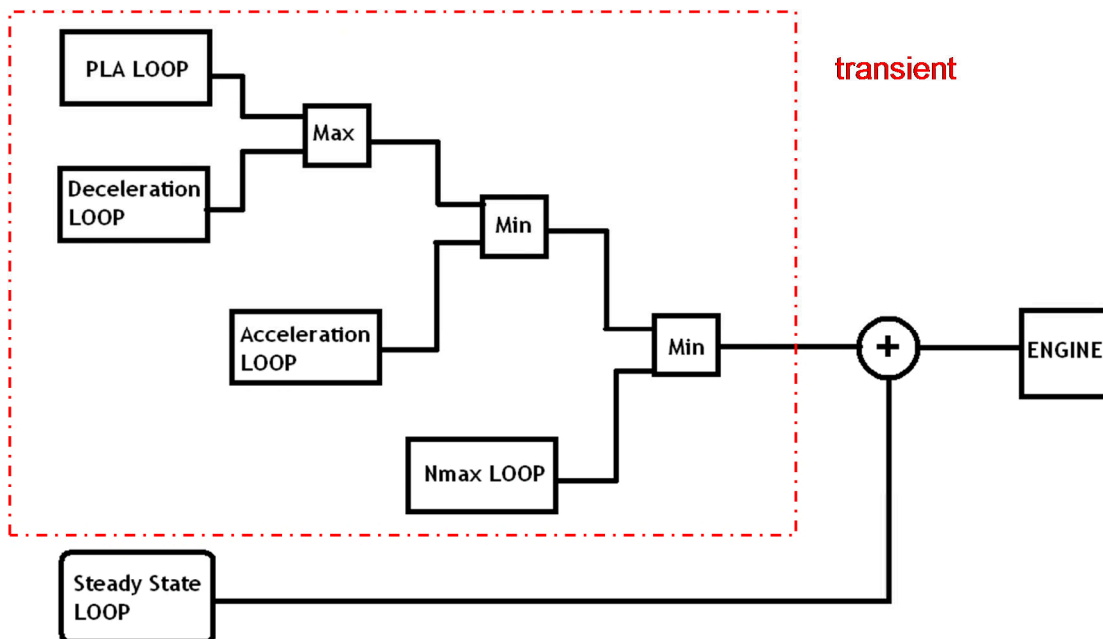 PLA LOOP
transient
Max
Deceleration
LOOP
Min
Acceleration
LOOP
Min
+
ENGINE
Nmax LOOP
Steady State
LOOP